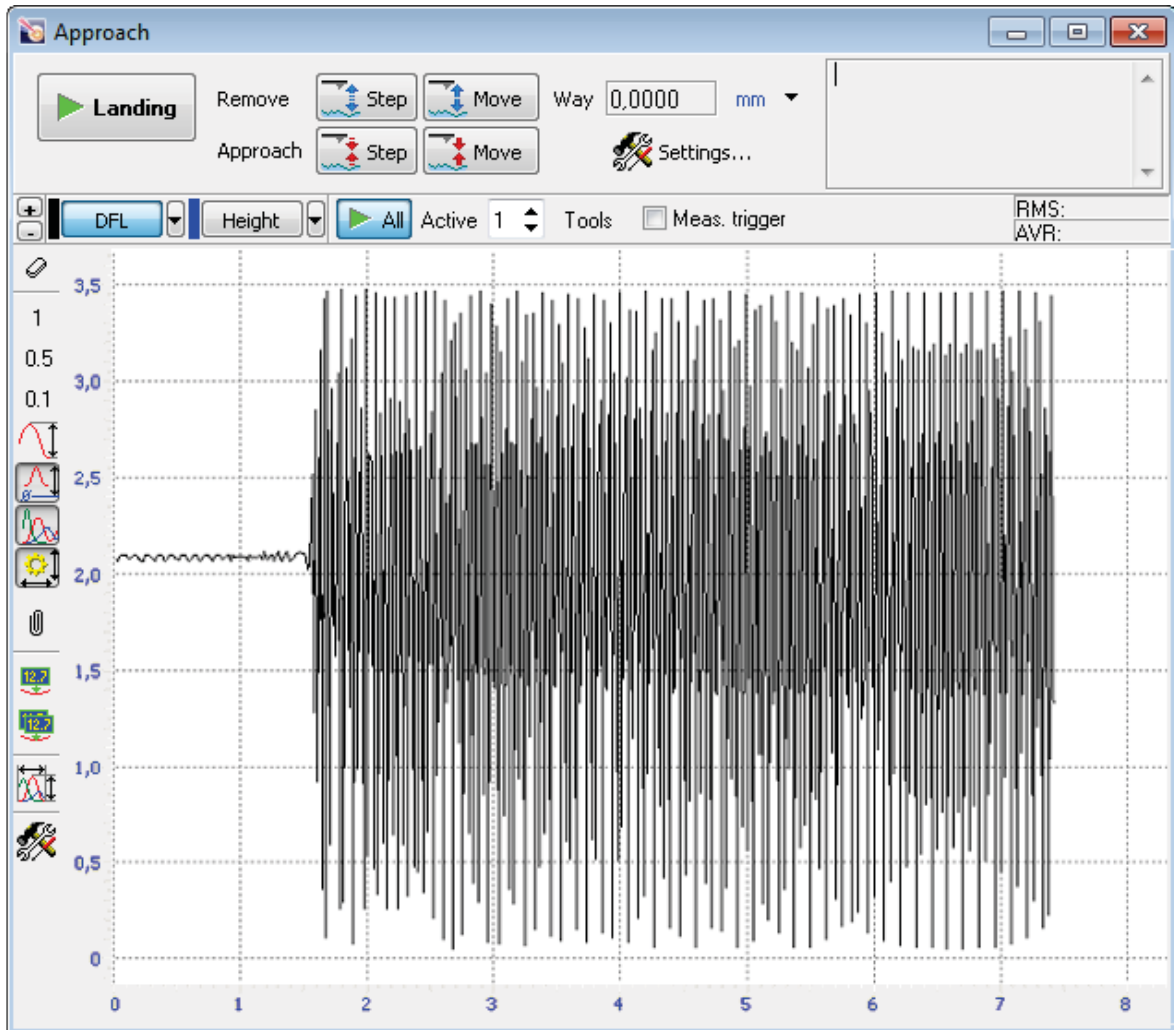 Approach
Landing Remove Step Move Way 0,0000 mm
Approach Step Move Settings...
DFL Height All Active 1 Tools Meas. trigger RMS:
AVR:
3,5
1
0.5
3,0
0.1
2,5
2,0
1,5
12.7
12.7
1,0
0,5
0
0 1 2 3 4 5 6 7 8